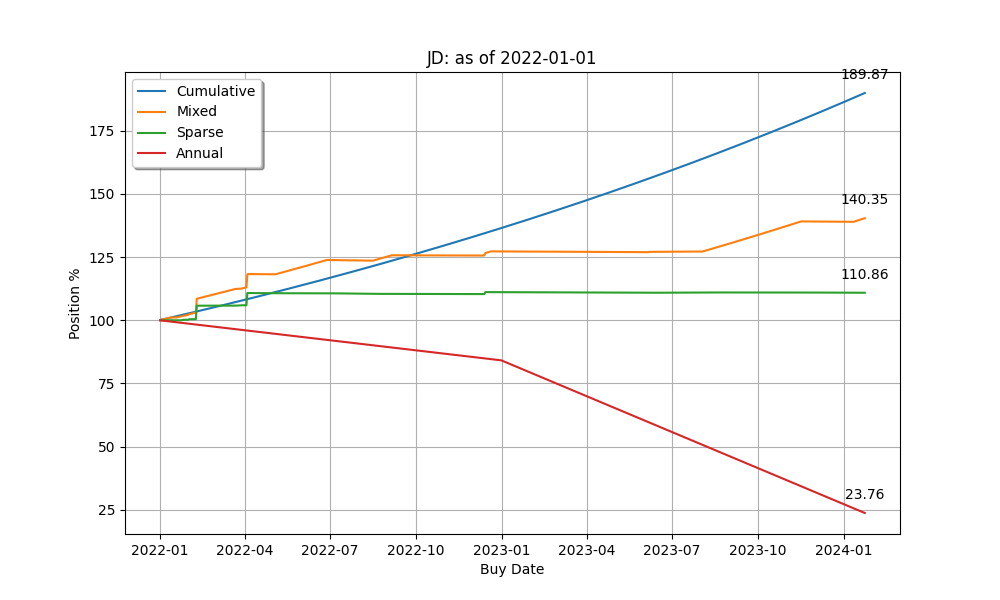 JD: as of 2022-01-01
Cumulative
Mixed
Sparse
Annual
189.87
140.35
110.86
23.76
Position %
175
150
125
100
75
50
25
2022-01 2022-04 2022-07 2022-10 2023-01 2023-04 2023-07 2023-10 2024-01
Buy Date